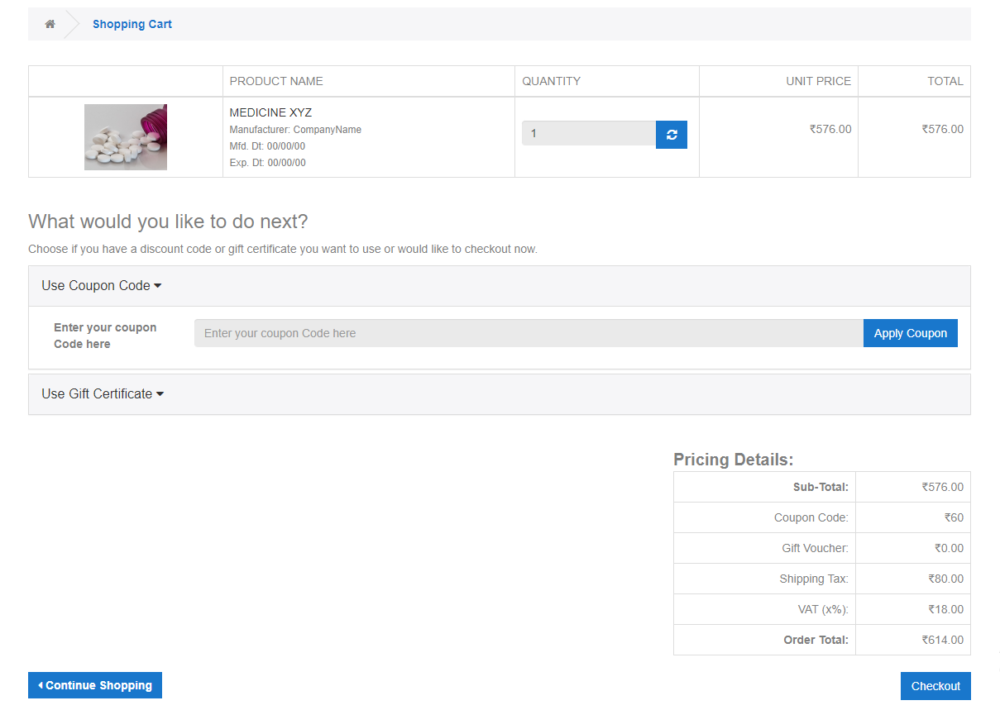 Shopping Cart
PRODUCT NAME QUANTITY UNIT PRICE TOTAL
MEDICINE XYZ
Manufacturer: CompanyName
Mfd. Dt: 00/00/00
Exp. Dt: 00/00/00
1
₹576.00 ₹576.00
What would you like to do next?
Choose if you have a discount code or gift certificate you want to use or would like to checkout now.
Use Coupon Code
Enter your coupon
Code here
Enter your coupon Code here
Apply Coupon
Use Gift Certificate
Pricing Details:
Sub-Total: ₹576.00
Coupon Code: ₹60
Gift Voucher: ₹0.00
Shipping Tax: ₹80.00
VAT (x%): ₹18.00
Order Total: ₹614.00
Continue Shopping
Checkout